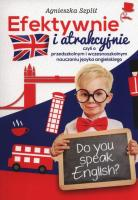 Agnieszka Szplit
Efektywnie
i atrakcyjnie
czyli o
przedszkolnym i wczesnoszkolnym
nauczaniu języka angielskiego
Do you
speak
English?